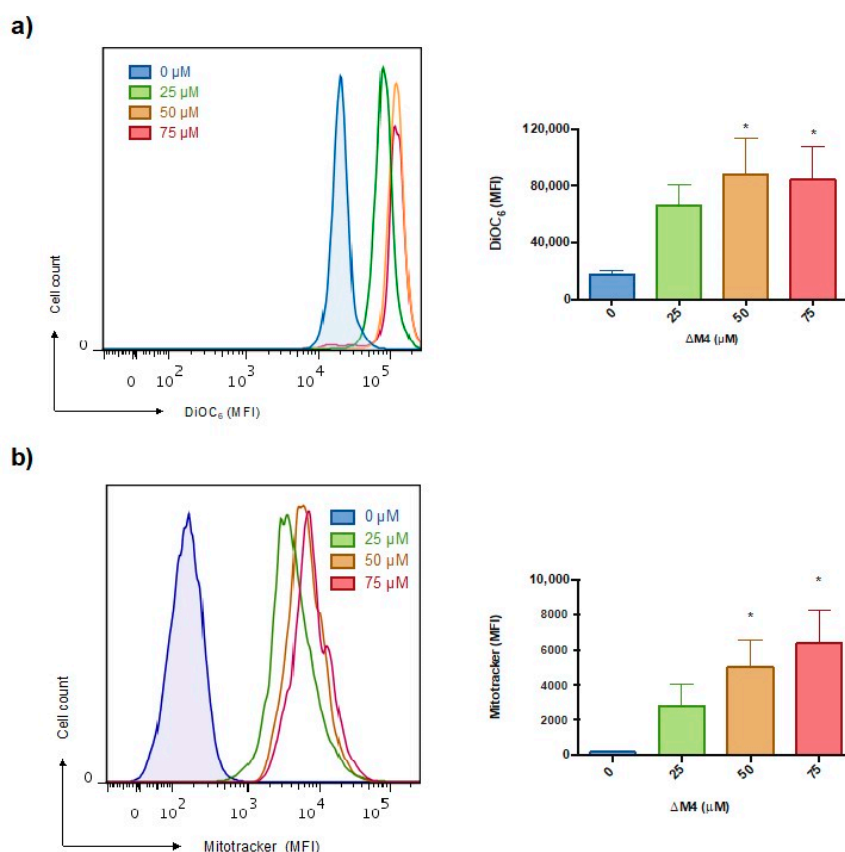 a)
0 µM
25 µM
50 µM
75 µM
Cell count
0
0 10² 10³ 10⁴ 10⁵
DiOC₆ (MFI)
120,000
80,000
40,000
0
DiOC₆ (MFI)
* *
0 25 50 75
ΔM4 (µM)
b)
0 µM
25 µM
50 µM
75 µM
Cell count
0
0 10² 10³ 10⁴ 10⁵
Mitotracker (MFI)
10,000
8000
6000
4000
2000
0
Mitotracker (MFI)
* *
0 25 50 75
ΔM4 (µM)